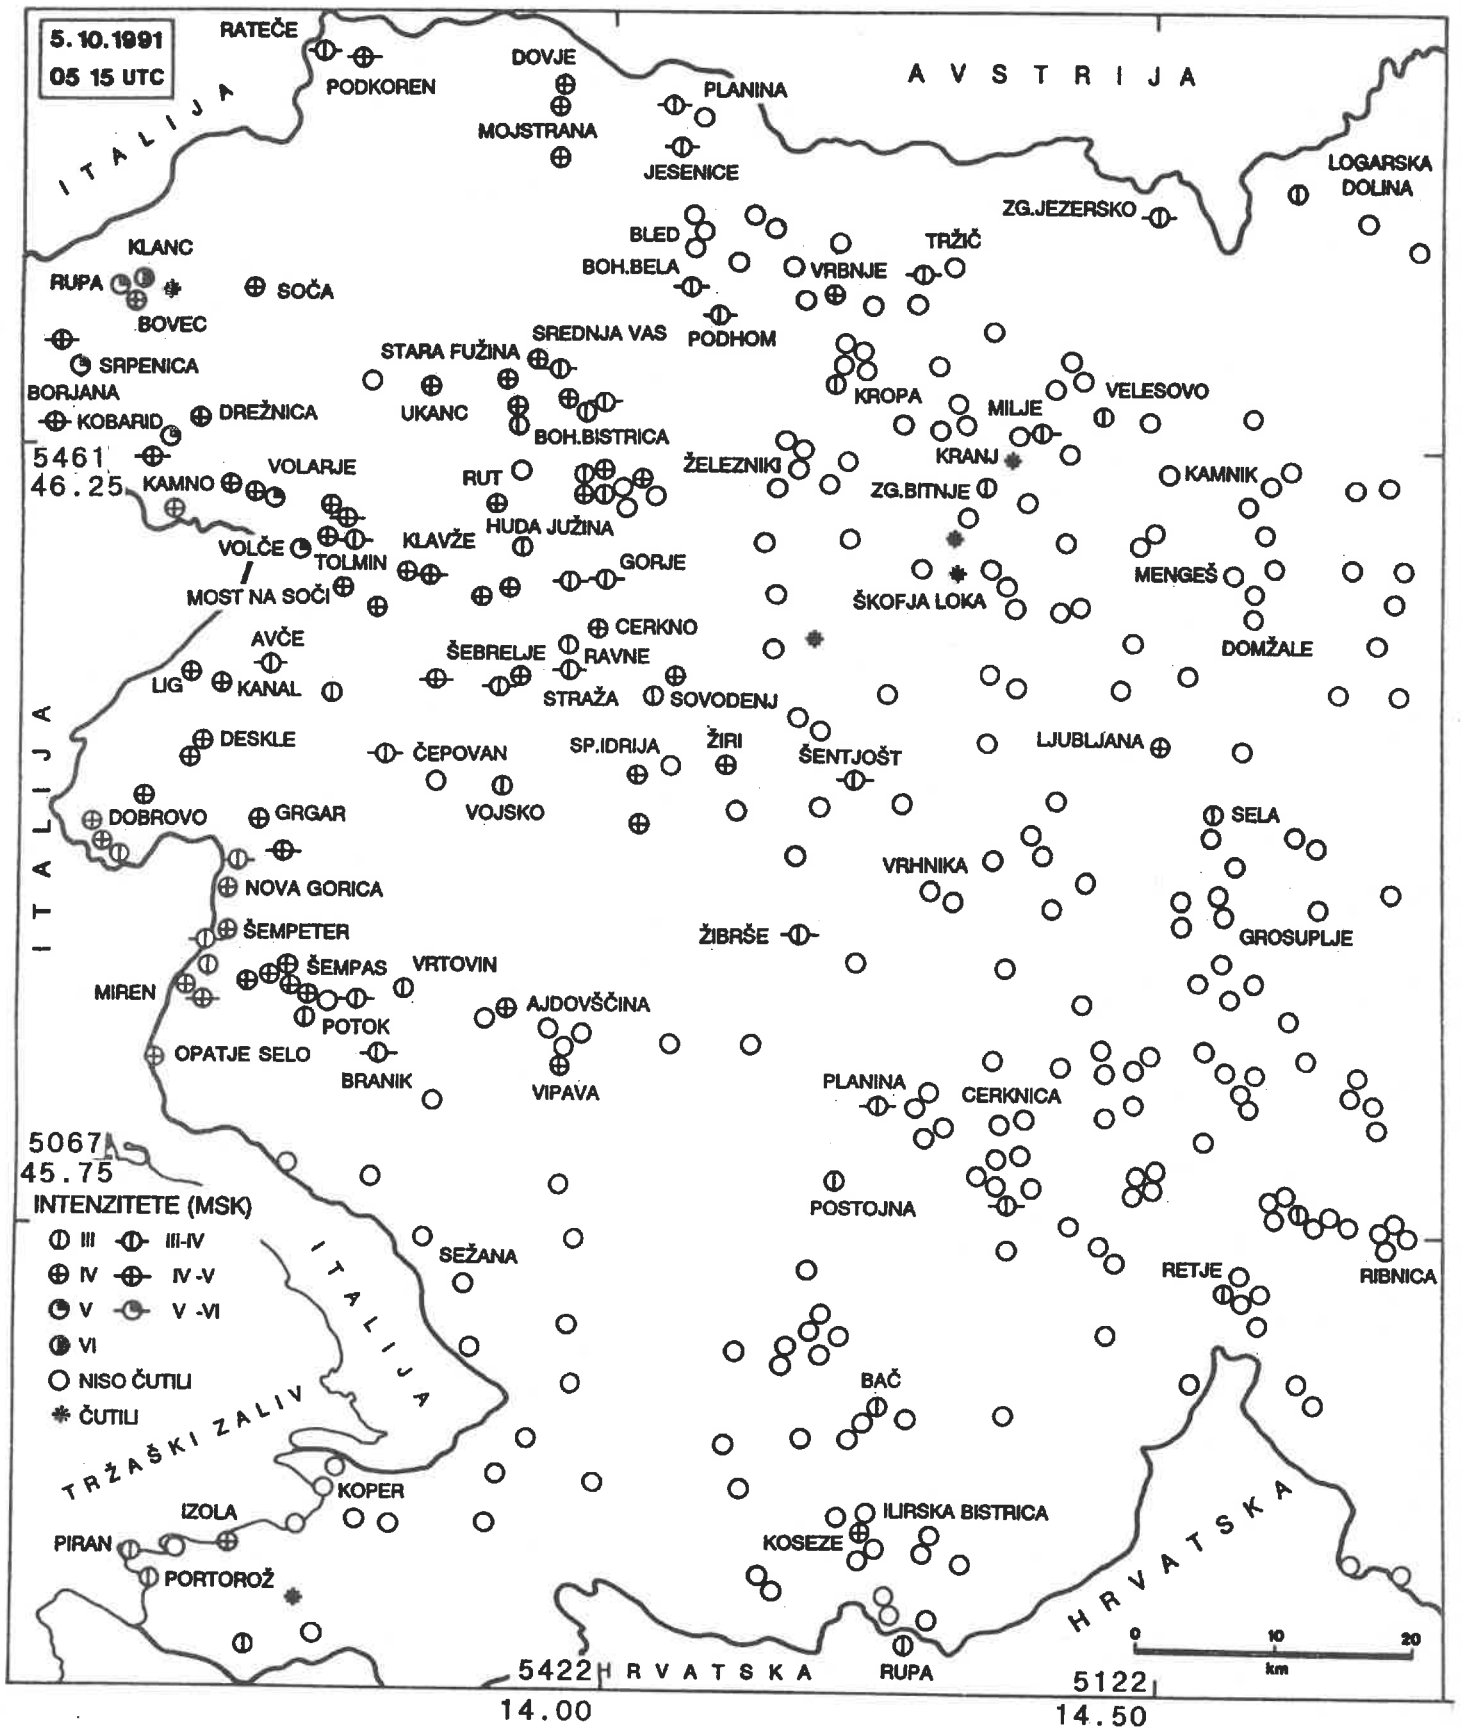 5.10.1991
05 15 UTC
RATEČE
PODKOREN
DOVJE
MOJSTRANA
PLANINA
JESENICE
AVSTRIJA
ITALIJA
LOGARSKA
DOLINA
ZG.JEZERSKO
KLANC
RUPA
BOVEC
SOČA
BLED
BOH.BELA
VRBNJE
TRŽIČ
PODHOM
SREDNJA VAS
STARA FUŽINA
SRPENICA
BORJANA
UKANC
KROPA
MILJE
VELESOVO
KOBARID
DREŽNICA
BOH.BISTRICA
KRANJ
5461
46.25
KAMNO
VOLARJE
RUT
ŽELEZNIKI
ZG.BITNJE
KAMNIK
HUDA JUŽINA
VOLČE
TOLMIN
KLAVŽE
GORJE
MENGEŠ
MOST NA SOČI
ŠKOFJA LOKA
AVČE
CERKNO
ŠEBRELJE
RAVNE
DOMŽALE
LIG
KANAL
STRAŽA
SOVODENJ
ITALIJA
DESKLE
ČEPOVAN
SP.IDRIJA
ŽIRI
ŠENTJOŠT
LJUBLJANA
DOBROVO
GRGAR
VOJSKO
SELA
VRHNIKA
NOVA GORICA
ŠEMPETER
ŽIBRŠE
GROSUPLJE
MIREN
ŠEMPAS
VRTOVIN
AJDOVŠČINA
POTOK
OPATJE SELO
BRANIK
VIPAVA
PLANINA
CERKNICA
5067
45.75
POSTOJNA
INTENZITETE (MSK)
III III-IV
IV IV-V
V V-VI
VI
NISO ČUTILI
ČUTILI
ITALIJA
SEŽANA
RETJE
RIBNICA
BAČ
TRŽAŠKI ZALIV
KOPER
IZOLA
PIRAN
PORTOROŽ
ILIRSKA BISTRICA
KOSEZE
HRVATSKA
0 10 20
km
RUPA
5422
HRVATSKA
5122
14.00
14.50